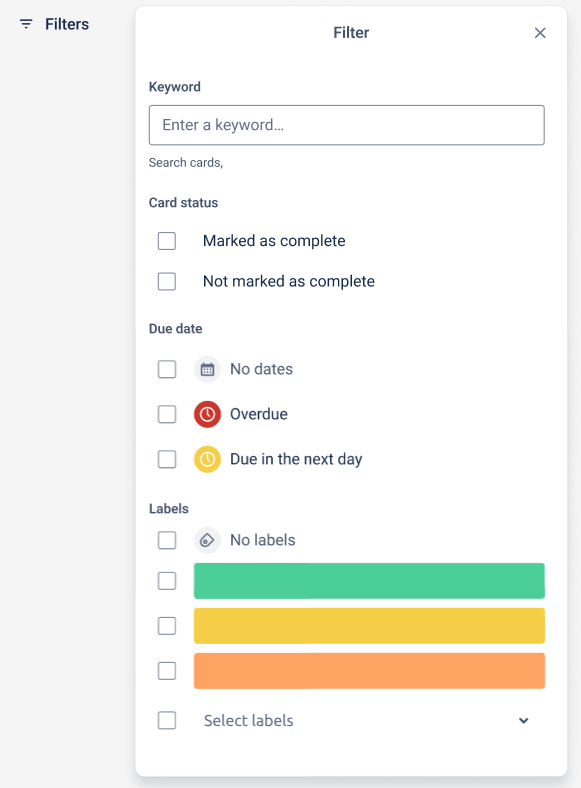 Filters
Filter
Keyword
Enter a keyword...
Search cards,
Card status
Marked as complete
Not marked as complete
Due date
No dates
Overdue
Due in the next day
Labels
No labels
Select labels